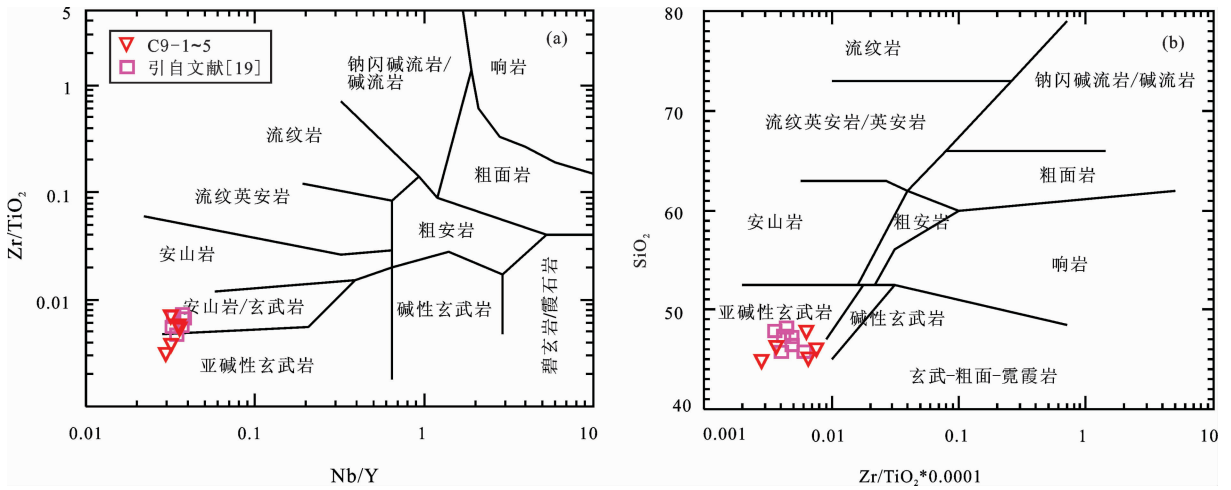 (a)
C9-1~5
引自文献[19]
钠闪碱流岩/
碱流岩
响岩
流纹岩
粗面岩
流纹英安岩
粗安岩
安山岩
安山岩/玄武岩
碱性玄武岩
碧玄岩/霞石岩
亚碱性玄武岩
5
1
0.1
0.01
Zr/TiO₂
0.01
0.1
1
10
Nb/Y
(b)
流纹岩
钠闪碱流岩/碱流岩
流纹英安岩/英安岩
粗面岩
安山岩
粗安岩
响岩
亚碱性玄武岩
碱性玄武岩
玄武-粗面-霓霞岩
80
70
60
50
40
SiO₂
0.001
0.01
0.1
1
10
Zr/TiO₂*0.0001